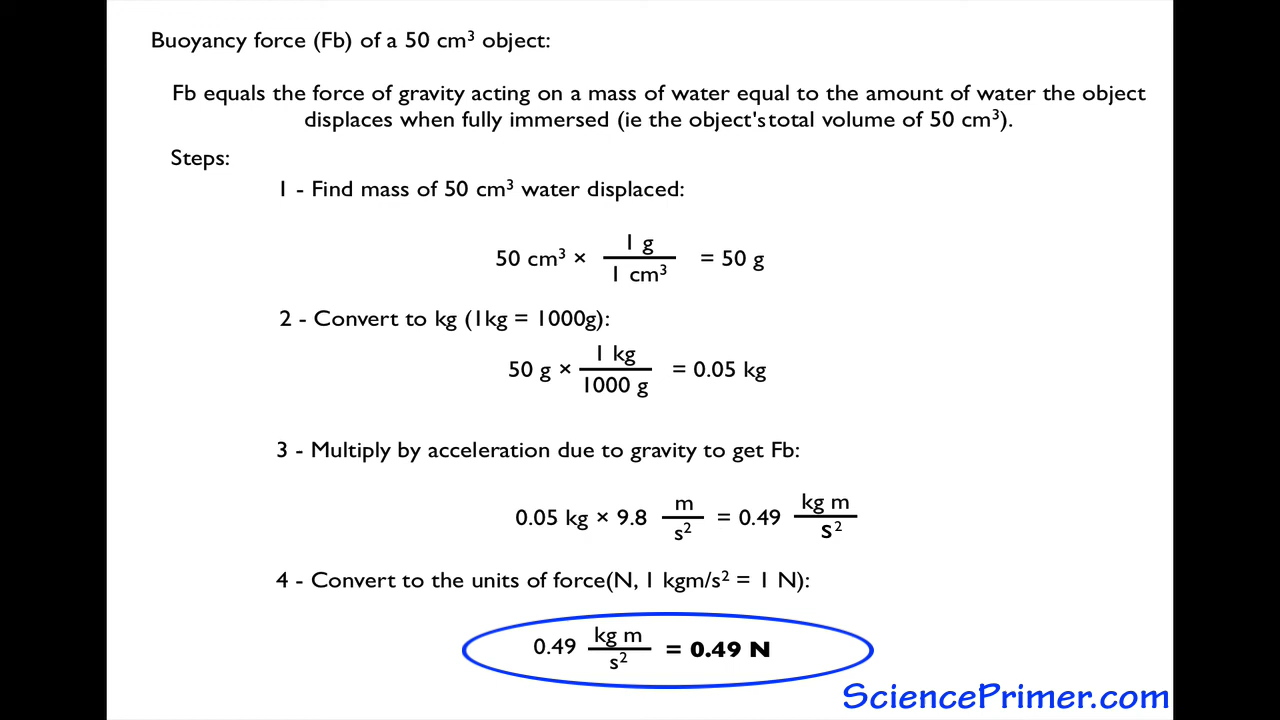 Buoyancy force (Fb) of a 50 cm³ object:
Fb equals the force of gravity acting on a mass of water equal to the amount of water the object
displaces when fully immersed (ie the object's total volume of 50 cm³).
Steps:
1 - Find mass of 50 cm³ water displaced:
50 cm³ × 1 g / 1 cm³ = 50 g
2 - Convert to kg (1kg = 1000g):
50 g × 1 kg / 1000 g = 0.05 kg
3 - Multiply by acceleration due to gravity to get Fb:
0.05 kg × 9.8 m / s² = 0.49 kg m / s²
4 - Convert to the units of force(N, 1 kgm/s² = 1 N):
0.49 kg m / s² = 0.49 N
SciencePrimer.com